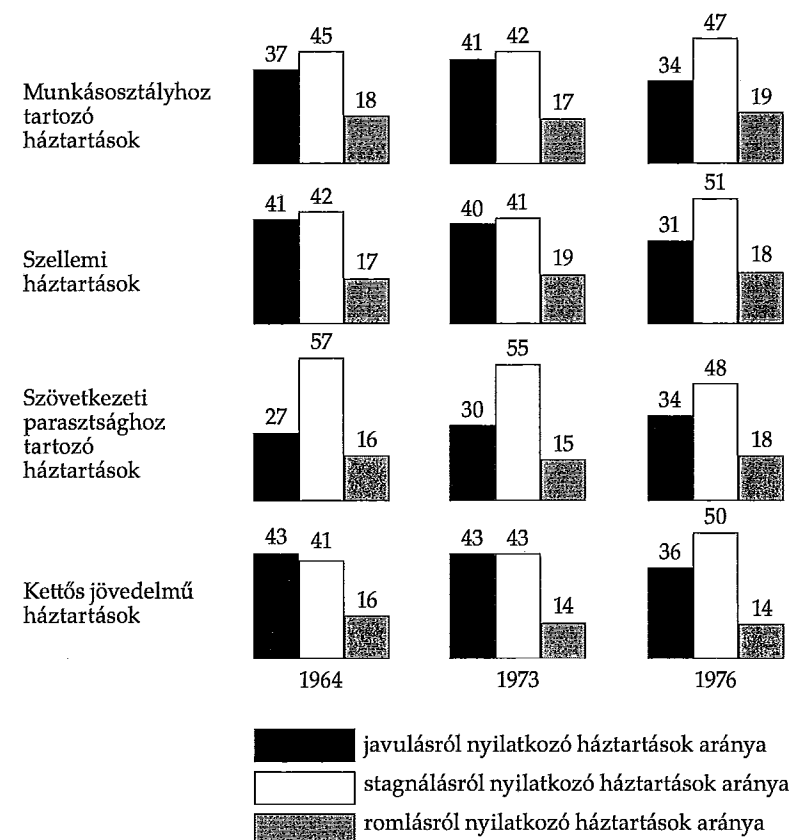 37 45 18 41 42 17 34 47 19
Munkásosztályhoz
tartozó
háztartások
41 42 17 40 41 19 31 51 18
Szellemi
háztartások
27 57 16 30 55 15 34 48 18
Szövetkezeti
parasztsághoz
tartozó
háztartások
43 41 16 43 43 14 36 50 14
Kettős jövedelmű
háztartások
1964 1973 1976
javulásról nyilatkozó háztartások aránya
stagnálásról nyilatkozó háztartások aránya
romlásról nyilatkozó háztartások aránya